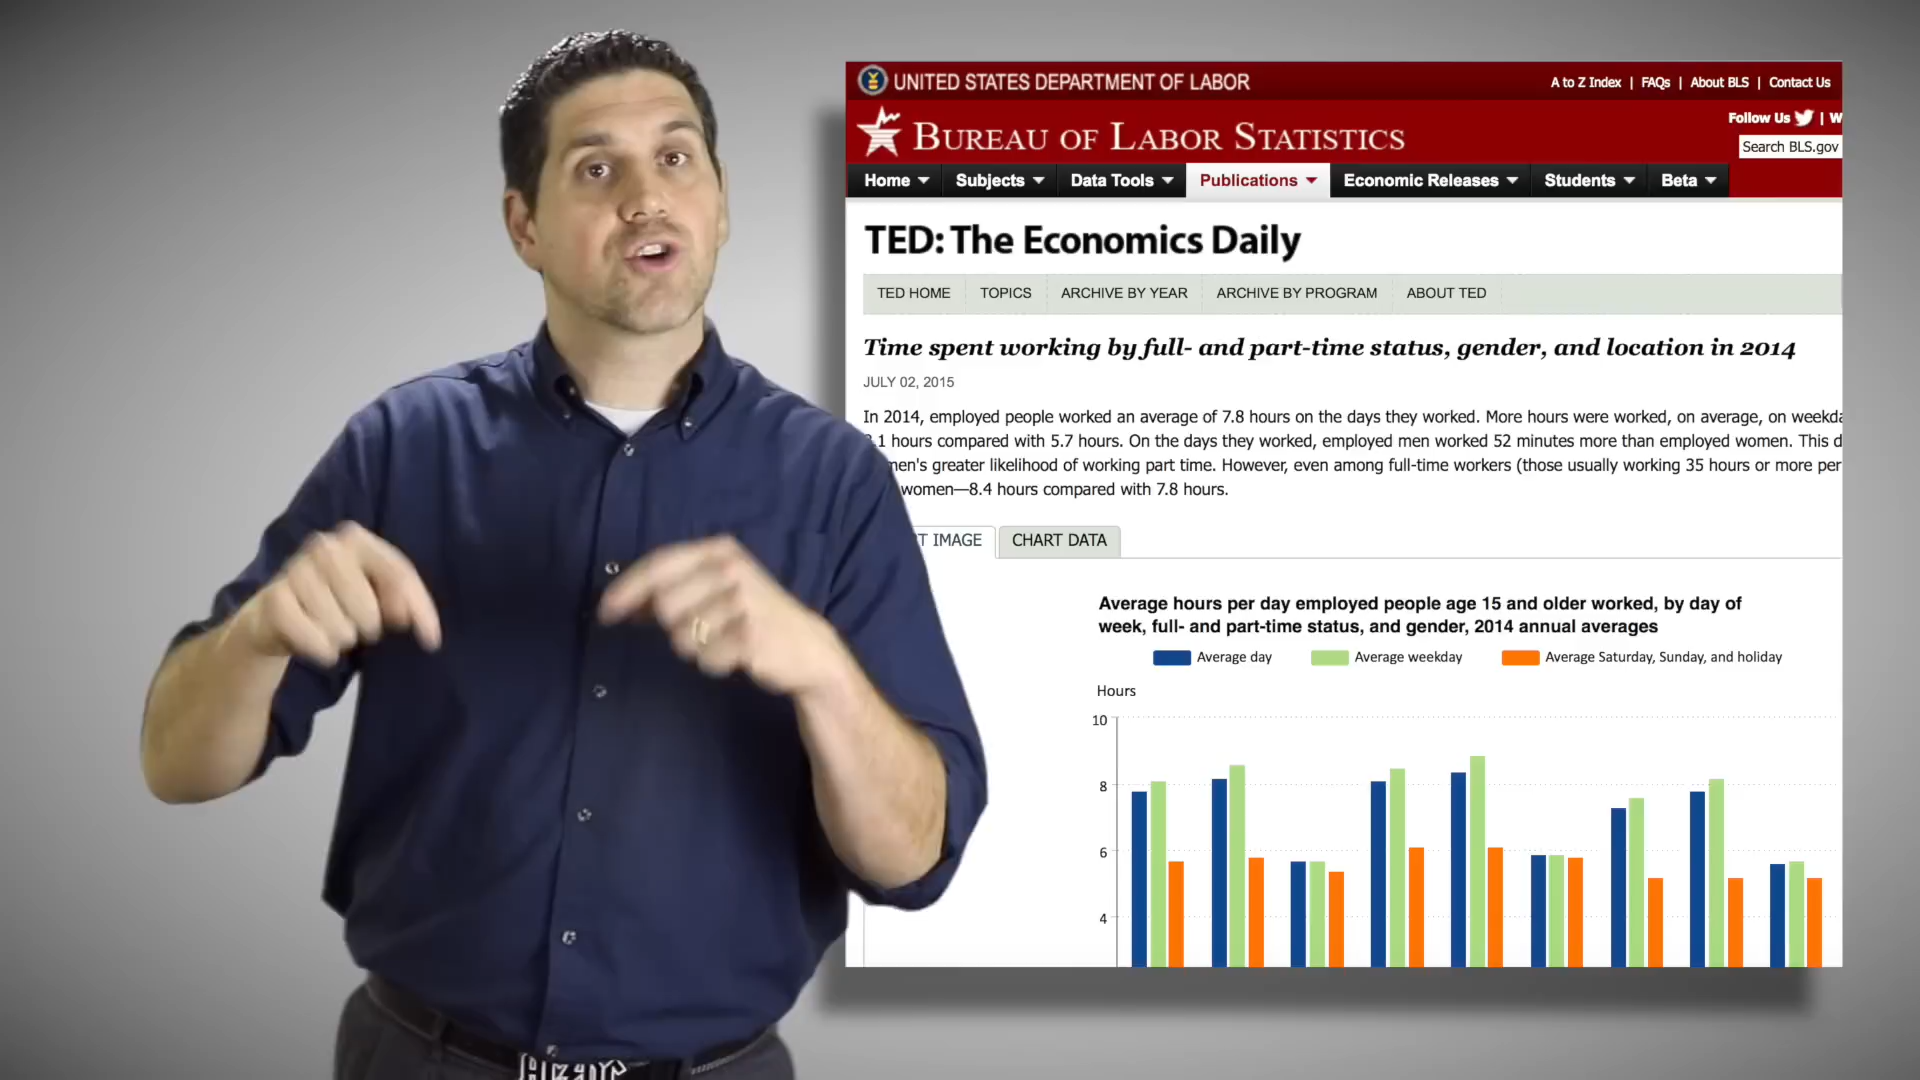 UNITED STATES DEPARTMENT OF LABOR
A to Z Index | FAQs | About BLS | Contact Us
BUREAU OF LABOR STATISTICS
Follow Us | W
Search BLS.gov
Home Subjects Data Tools Publications Economic Releases Students Beta
TED: The Economics Daily
TED HOME TOPICS ARCHIVE BY YEAR ARCHIVE BY PROGRAM ABOUT TED
Time spent working by full- and part-time status, gender, and location in 2014
JULY 02, 2015
In 2014, employed people worked an average of 7.8 hours on the days they worked. More hours were worked, on average, on weekda
.1 hours compared with 5.7 hours. On the days they worked, employed men worked 52 minutes more than employed women. This d
men's greater likelihood of working part time. However, even among full-time workers (those usually working 35 hours or more per
women—8.4 hours compared with 7.8 hours.
T IMAGE CHART DATA
Average hours per day employed people age 15 and older worked, by day of
week, full- and part-time status, and gender, 2014 annual averages
Average day Average weekday Average Saturday, Sunday, and holiday
Hours
10
8
6
4